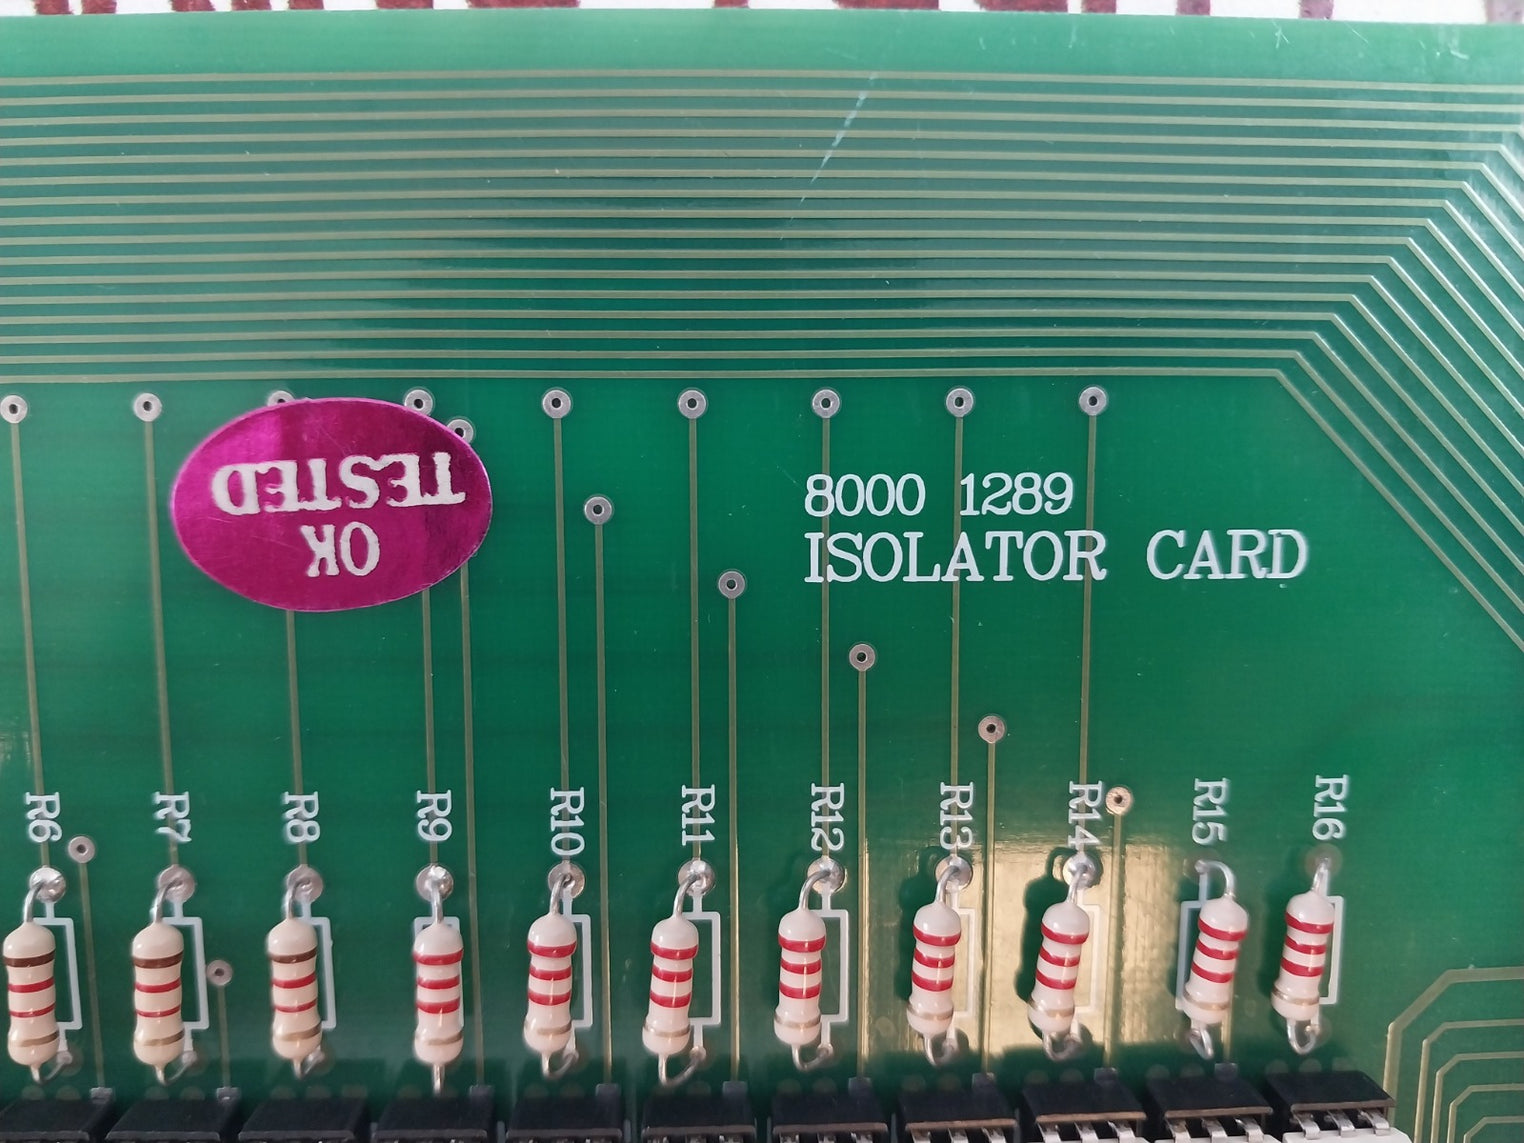 OK
TESTED
8000 1289
ISOLATOR CARD
R6
R7
R8
R9
R10
R11
R12
R13
R14
R15
R16